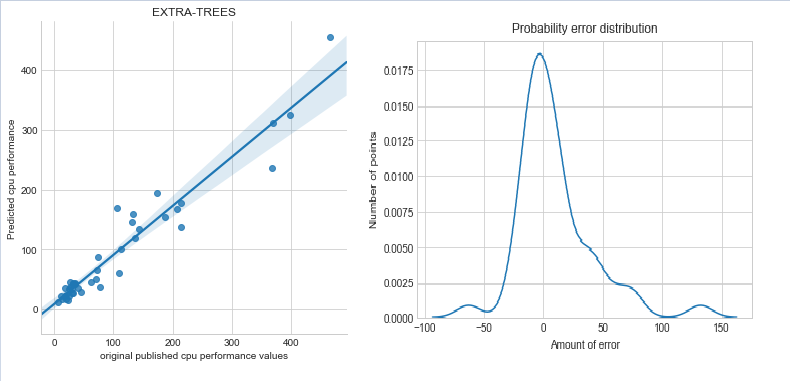 EXTRA-TREES
Predicted cpu performance
400
300
200
100
0
0 100 200 300 400
original published cpu performance values
Probability error distribution
Number of points
0.0175
0.0150
0.0125
0.0100
0.0075
0.0050
0.0025
0.0000
−100 −50 0 50 100 150
Amount of error